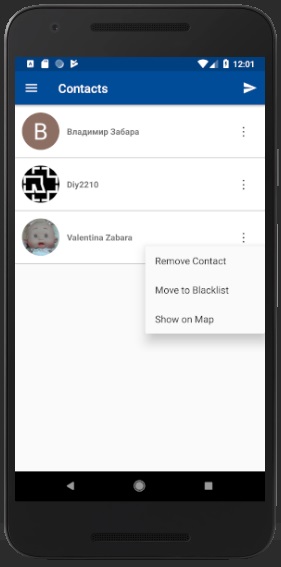 12:01
Contacts
В
Владимир Забара
Diy2210
Valentina Zabara
Remove Contact
Move to Blacklist
Show on Map